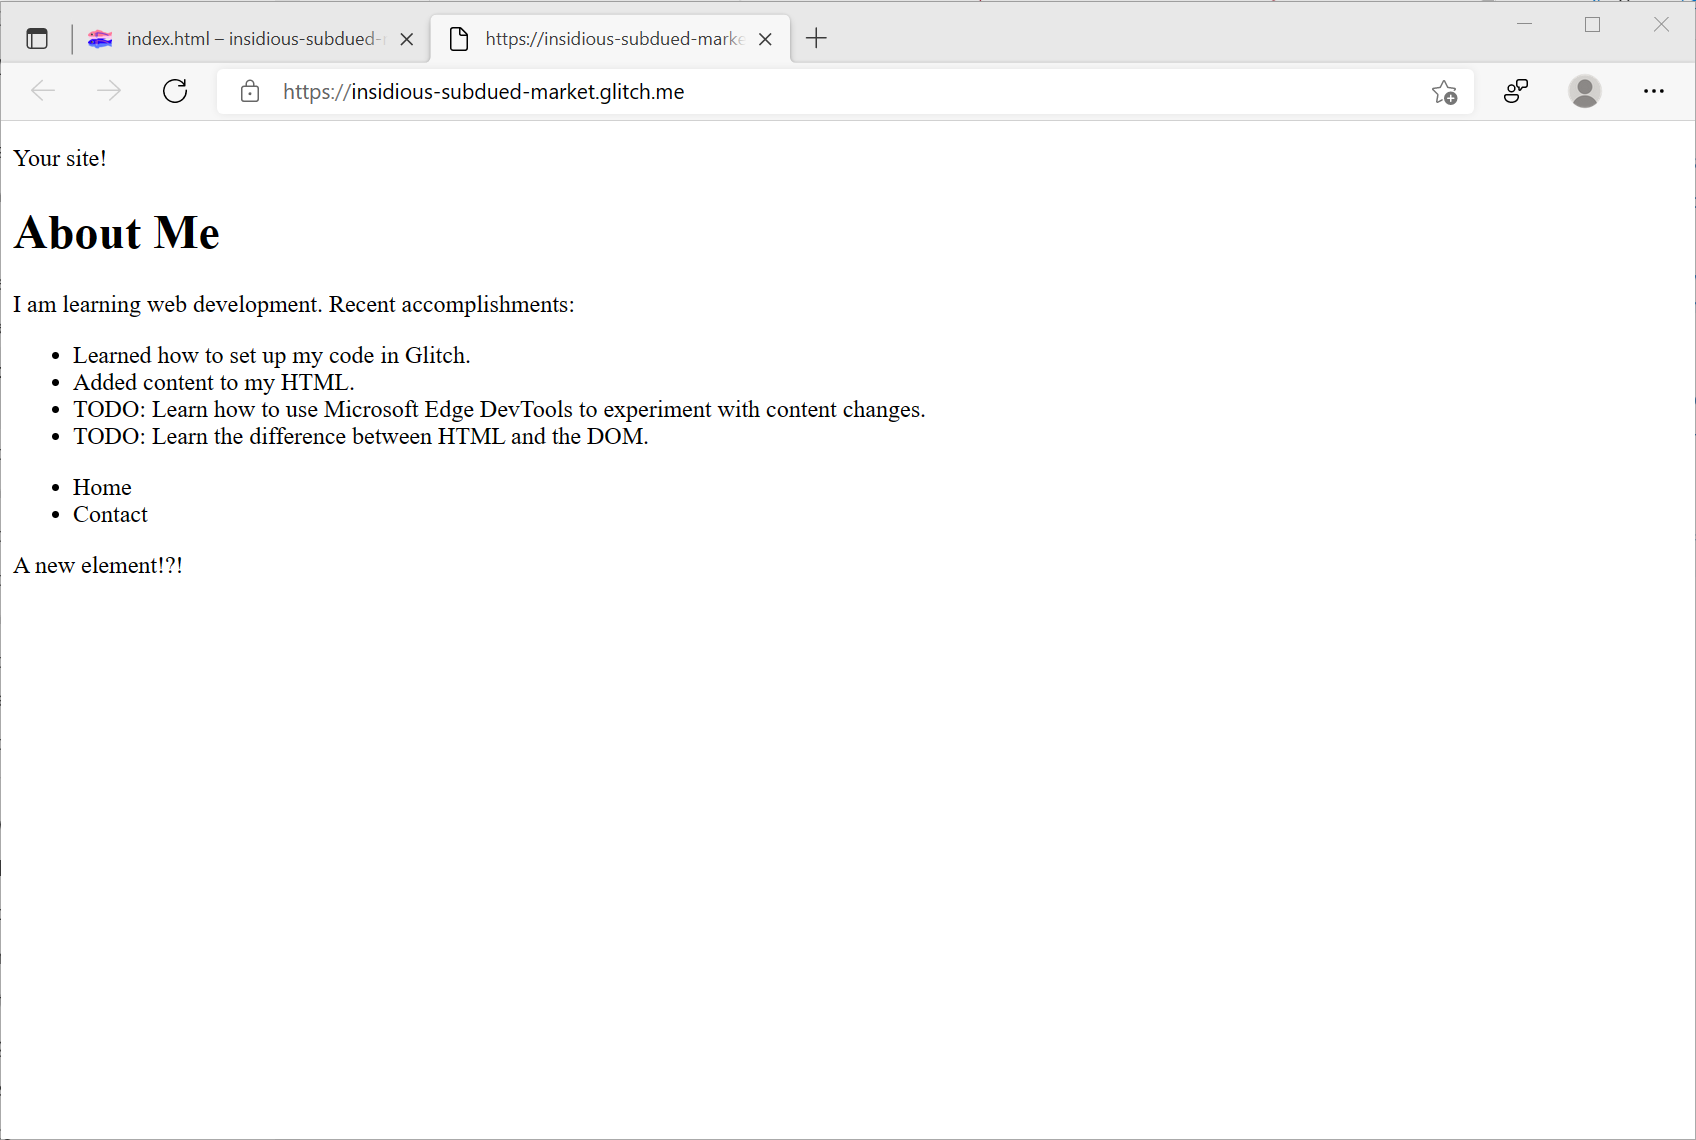 index.html – insidious-subdued-
https://insidious-subdued-marke
https://insidious-subdued-market.glitch.me
Your site!
About Me
I am learning web development. Recent accomplishments:
• Learned how to set up my code in Glitch.
• Added content to my HTML.
• TODO: Learn how to use Microsoft Edge DevTools to experiment with content changes.
• TODO: Learn the difference between HTML and the DOM.
• Home
• Contact
A new element!?!